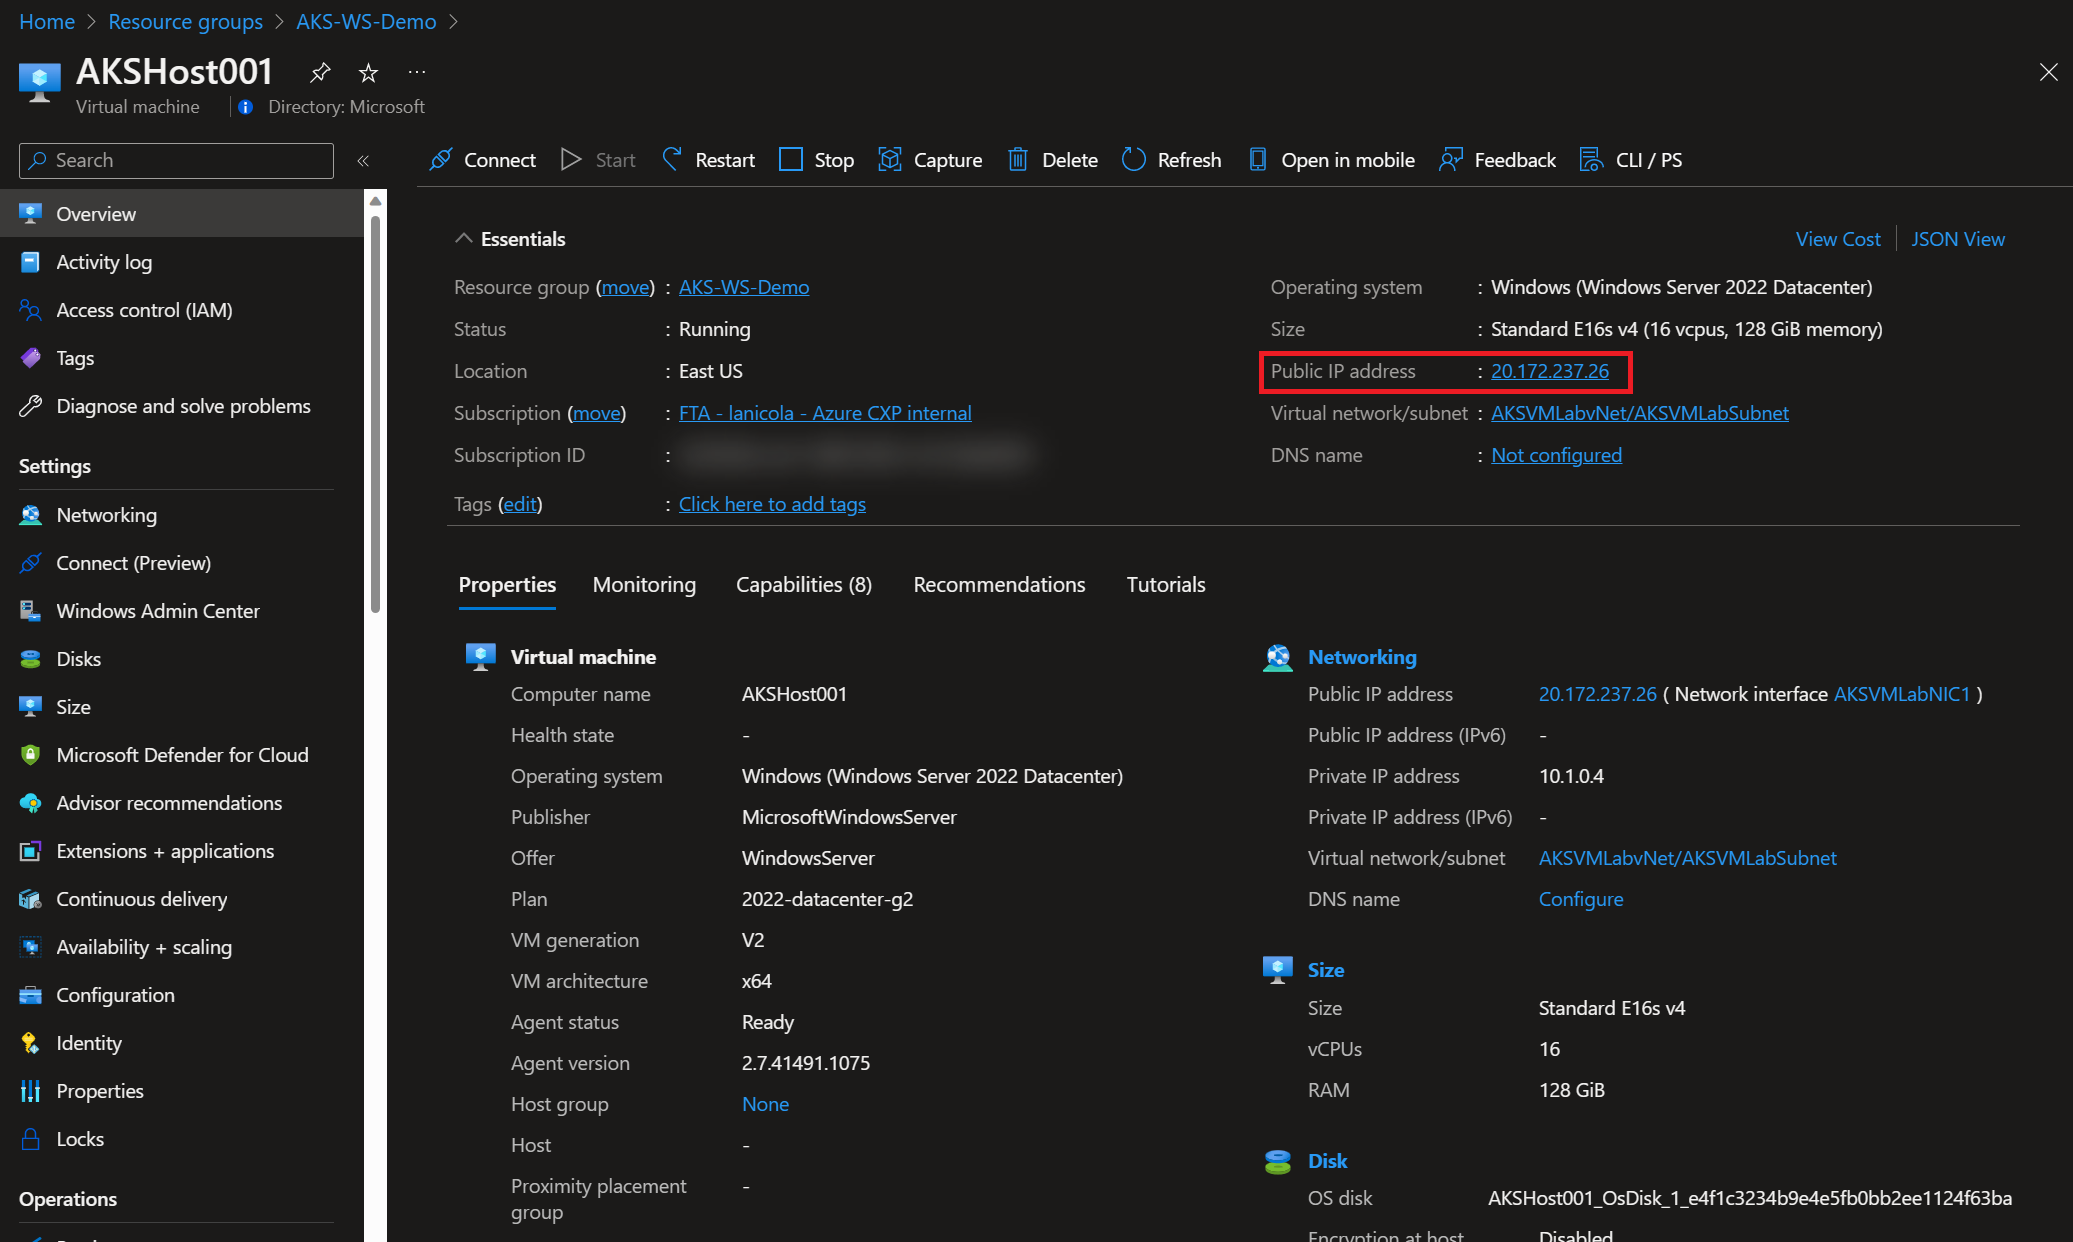 Home > Resource groups > AKS-WS-Demo >
AKSHost001
Virtual machine
Directory: Microsoft
Search
«
Connect
Start
Restart
Stop
Capture
Delete
Refresh
Open in mobile
Feedback
CLI / PS
Overview
Activity log
Access control (IAM)
Tags
Diagnose and solve problems
Settings
Networking
Connect (Preview)
Windows Admin Center
Disks
Size
Microsoft Defender for Cloud
Advisor recommendations
Extensions + applications
Continuous delivery
Availability + scaling
Configuration
Identity
Properties
Locks
Operations
Essentials
View Cost
JSON View
Resource group (move) : AKS-WS-Demo
Status : Running
Location : East US
Subscription (move) : FTA - lanicola - Azure CXP internal
Subscription ID :
Tags (edit) : Click here to add tags
Operating system : Windows (Windows Server 2022 Datacenter)
Size : Standard E16s v4 (16 vcpus, 128 GiB memory)
Public IP address : 20.172.237.26
Virtual network/subnet : AKSVMLabvNet/AKSVMLabSubnet
DNS name : Not configured
Properties
Monitoring
Capabilities (8)
Recommendations
Tutorials
Virtual machine
Computer name AKSHost001
Health state -
Operating system Windows (Windows Server 2022 Datacenter)
Publisher MicrosoftWindowsServer
Offer WindowsServer
Plan 2022-datacenter-g2
VM generation V2
VM architecture x64
Agent status Ready
Agent version 2.7.41491.1075
Host group None
Host -
Proximity placement -
group
Networking
Public IP address 20.172.237.26 ( Network interface AKSVMLabNIC1 )
Public IP address (IPv6) -
Private IP address 10.1.0.4
Private IP address (IPv6) -
Virtual network/subnet AKSVMLabvNet/AKSVMLabSubnet
DNS name Configure
Size
Size Standard E16s v4
vCPUs 16
RAM 128 GiB
Disk
OS disk AKSHost001_OsDisk_1_e4f1c3234b9e4e5fb0bb2ee1124f63ba
Encryption at host Disabled